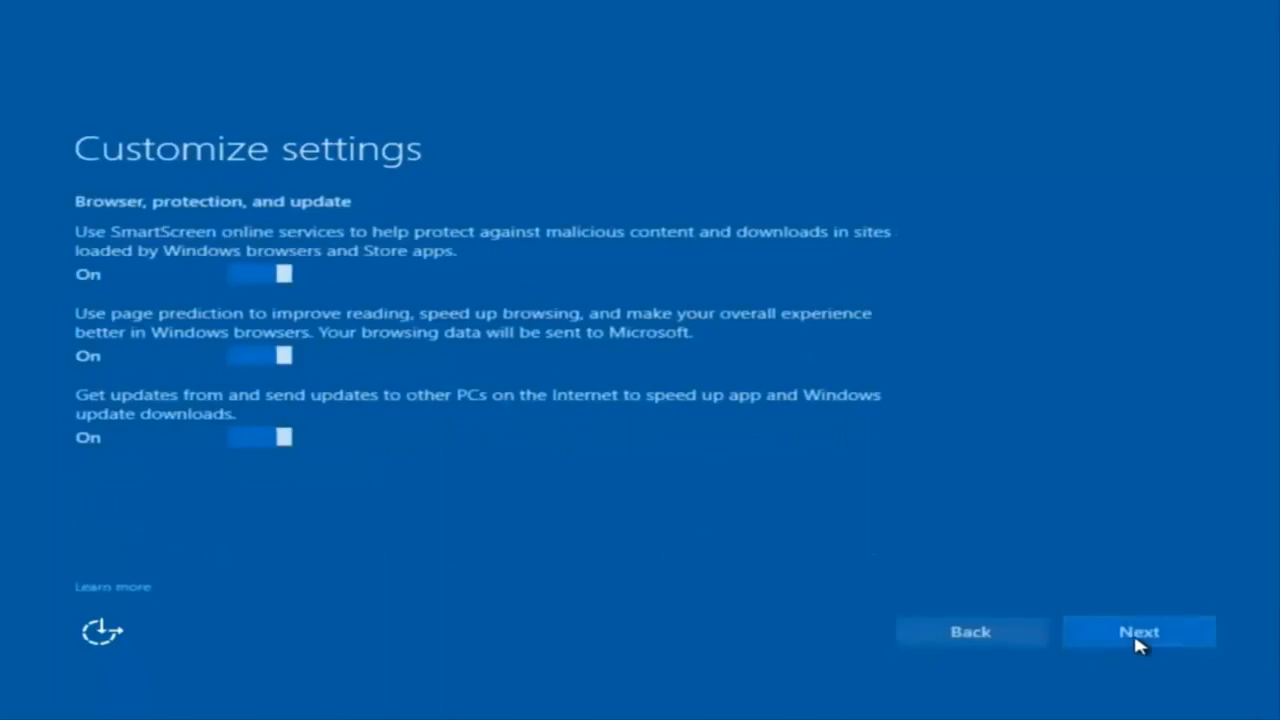 Customize settings
Browser, protection, and update
Use SmartScreen online services to help protect against malicious content and downloads in sites
loaded by Windows browsers and Store apps.
On
Use page prediction to improve reading, speed up browsing, and make your overall experience
better in Windows browsers. Your browsing data will be sent to Microsoft.
On
Get updates from and send updates to other PCs on the Internet to speed up app and Windows
update downloads.
On
Learn more
Back
Next